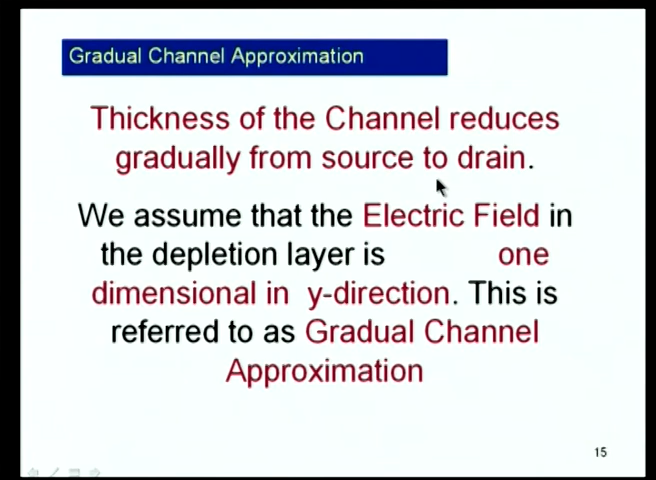 Gradual Channel Approximation
Thickness of the Channel reduces
gradually from source to drain.
We assume that the Electric Field in
the depletion layer is one
dimensional in y-direction. This is
referred to as Gradual Channel
Approximation
15